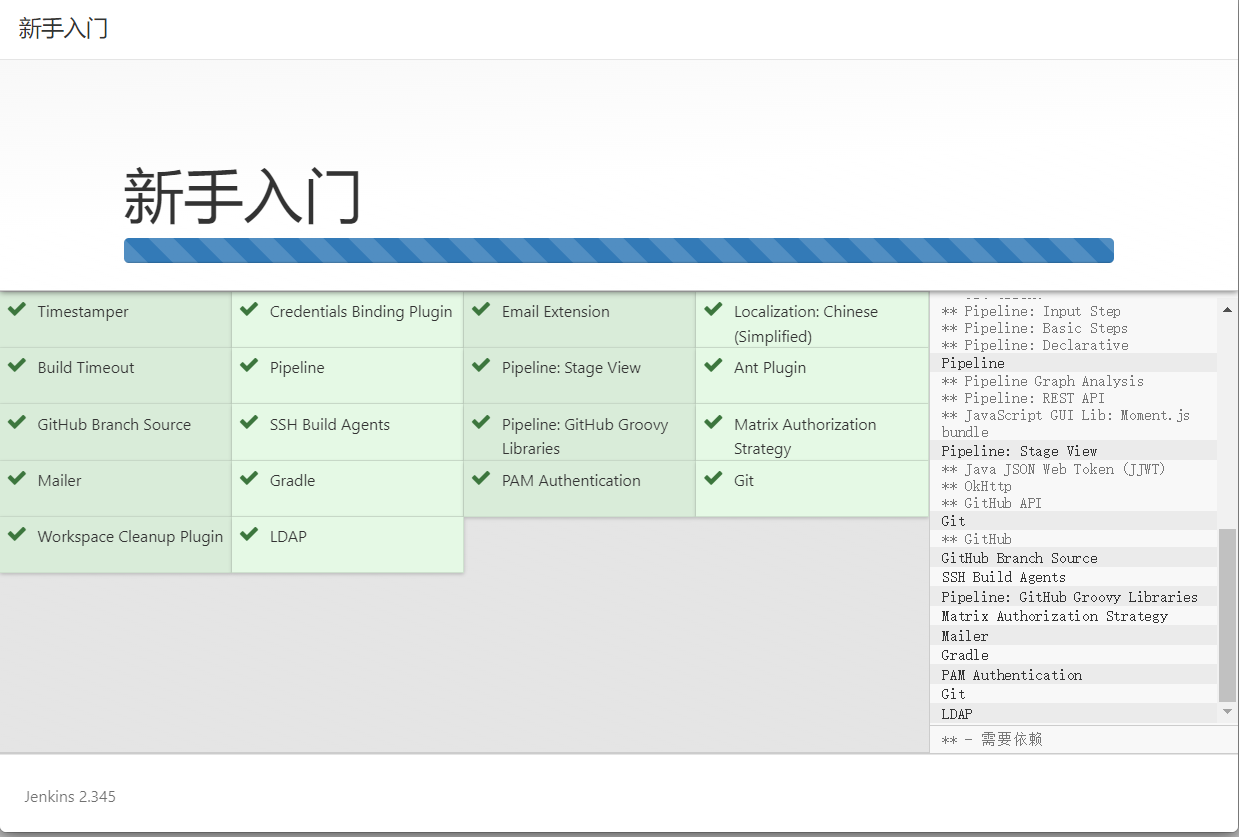 新手入门
新手入门
Timestamper
Credentials Binding Plugin
Email Extension
Localization: Chinese
(Simplified)
Build Timeout
Pipeline
Pipeline: Stage View
Ant Plugin
GitHub Branch Source
SSH Build Agents
Pipeline: GitHub Groovy
Libraries
Matrix Authorization
Strategy
Mailer
Gradle
PAM Authentication
Git
Workspace Cleanup Plugin
LDAP
** Pipeline: Input Step
** Pipeline: Basic Steps
** Pipeline: Declarative
Pipeline
** Pipeline Graph Analysis
** Pipeline: REST API
** JavaScript GUI Lib: Moment.js
bundle
Pipeline: Stage View
** Java JSON Web Token (JJWT)
** OkHttp
** GitHub API
Git
** GitHub
GitHub Branch Source
SSH Build Agents
Pipeline: GitHub Groovy Libraries
Matrix Authorization Strategy
Mailer
Gradle
PAM Authentication
Git
LDAP
** - 需要依赖
Jenkins 2.345